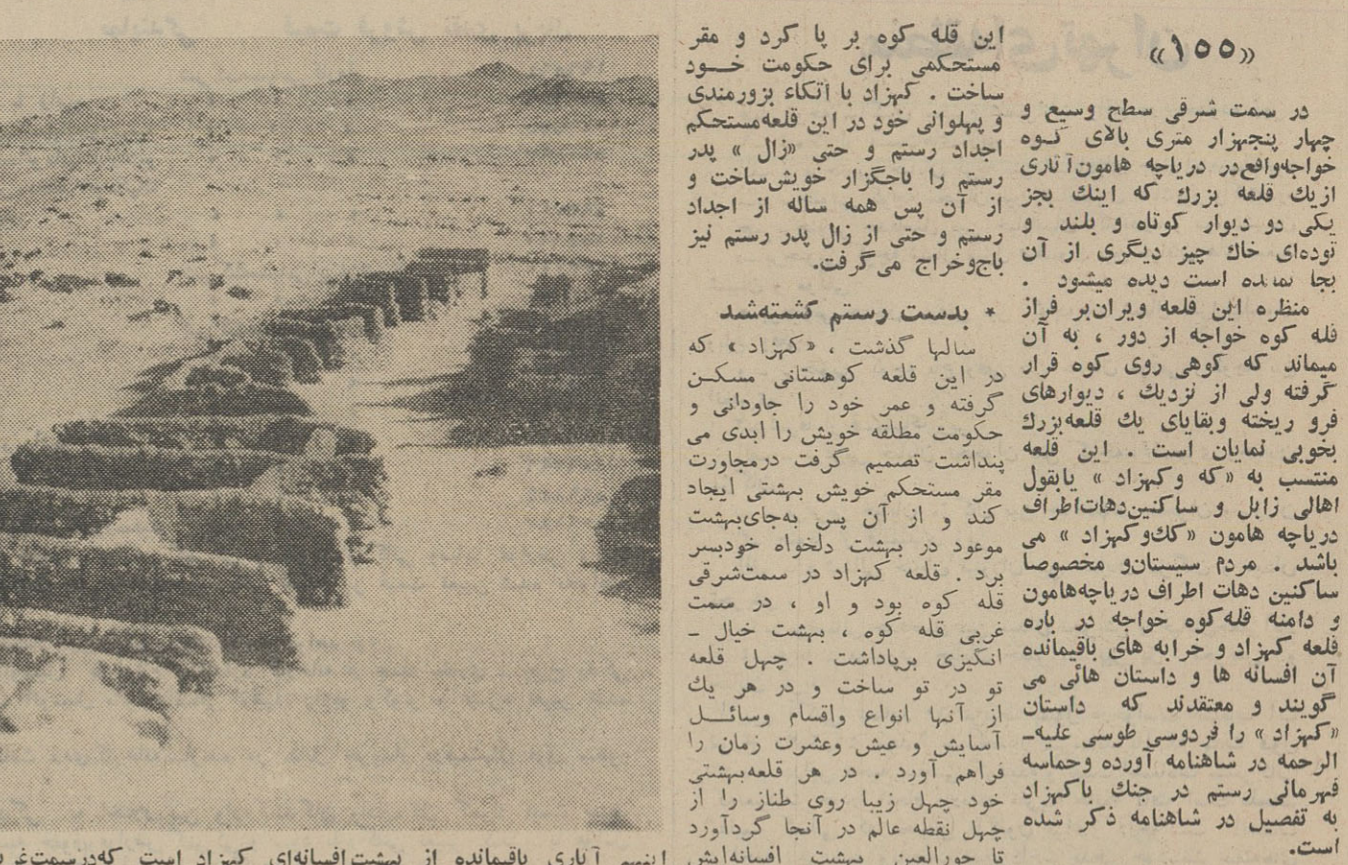 «۱۵۵»
در سمت شرقی سطح وسیع و
چهار پنجهزار متری بالای کوه
خواجه‌واقع‌در دریاچه هامون‌آثاری
ازیك قلعه بزرك که اینك بجز
یکی دو دیوار کوتاه و بلند و
توده‌ای خاك چیز دیگری از آن
بجا نمانده است دیده میشود .
منظره این قلعه ویران‌بر فراز
قله کوه خواجه از دور ، به آن
میماند که کوهی روی کوه قرار
گرفته ولی از نزدیك ، دیوارهای
فرو ریخته وبقایای یك قلعه‌بزرك
بخوبی نمایان است . این قلعه
منتسب به «که وکهزاد » یابقول
اهالی زابل و ساکنین‌دهات‌اطراف
دریاچه هامون «كك‌وکهزاد » می
باشد . مردم سیستان‌و مخصوصا
ساکنین دهات اطراف دریاچه‌هامون
و دامنه قله‌کوه خواجه در باره
قلعه کهزاد و خرابه های باقیمانده
آن افسانه ها و داستان هائی می
گویند و معتقدند که داستان
«کهزاد » را فردوسی طوسی علیه‌ـ
الرحمه در شاهنامه آورده وحماسه
قهرمانی رستم در جنك باکهزاد
به تفصیل در شاهنامه ذکر شده
است.
این قله کوه بر پا کرد و مقر
مستحکمی برای حکومت خــود
ساخت . کهزاد با اتکاء بزورمندی
و پهلوانی خود در این قلعه‌مستحکم
اجداد رستم و حتی «زال » پدر
رستم را باجگزار خویش‌ساخت و
از آن پس همه ساله از اجداد
رستم و حتی از زال پدر رستم نیز
باج‌وخراج می‌گرفت.
* بدست رستم کشته‌شد
سالها گذشت ، «کهزاد » که
در این قلعه کوهستانی مسکـن
گرفته و عمر خود را جاودانی و
حکومت مطلقه خویش را ابدی می
پنداشت تصمیم گرفت درمجاورت
مقر مستحکم خویش بهشتی ایجاد
کند و از آن پس به‌جای‌بهشت
موعود در بهشت دلخواه خودبسر
برد . قلعه کهزاد در سمت‌شرقی
قله کوه بود و او ، در سمت
غربی قله کوه ، بهشت خیال ـ
انگیزی برپاداشت . چهل قلعه
تو در تو ساخت و در هر یك
از آنها انواع واقسام وسائــل
آسایش و عیش وعشرت زمان را
فراهم آورد . در هر قلعه‌بهشتی
خود چهل زیبا روی طناز را از
چهل نقطه عالم در آنجا گردآورد
تا حورالعین بهشت افسانه‌ایش
آثاری باقیمانده از بهشت‌افسانه‌ای کهزاد است که‌درسمت‌غر